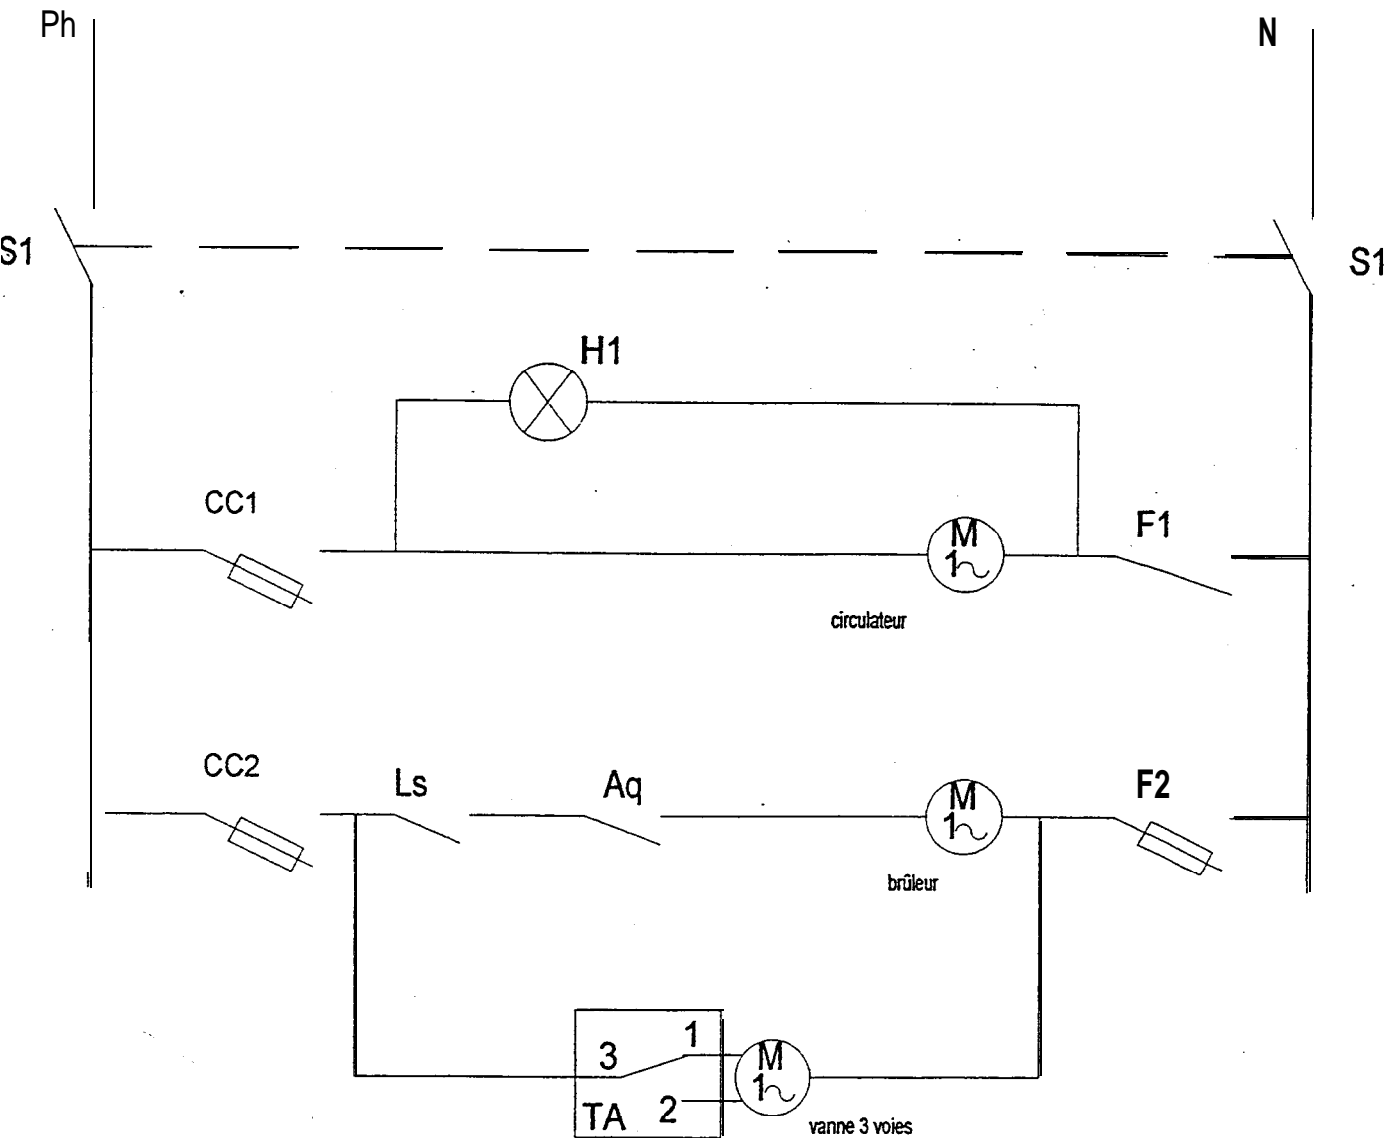 Ph
N
S1
S1
H1
CC1
F1
M
1
circulateur
CC2
Ls
Aq
F2
M
1
brûleur
3
1
TA
2
M
1
vanne 3 voies